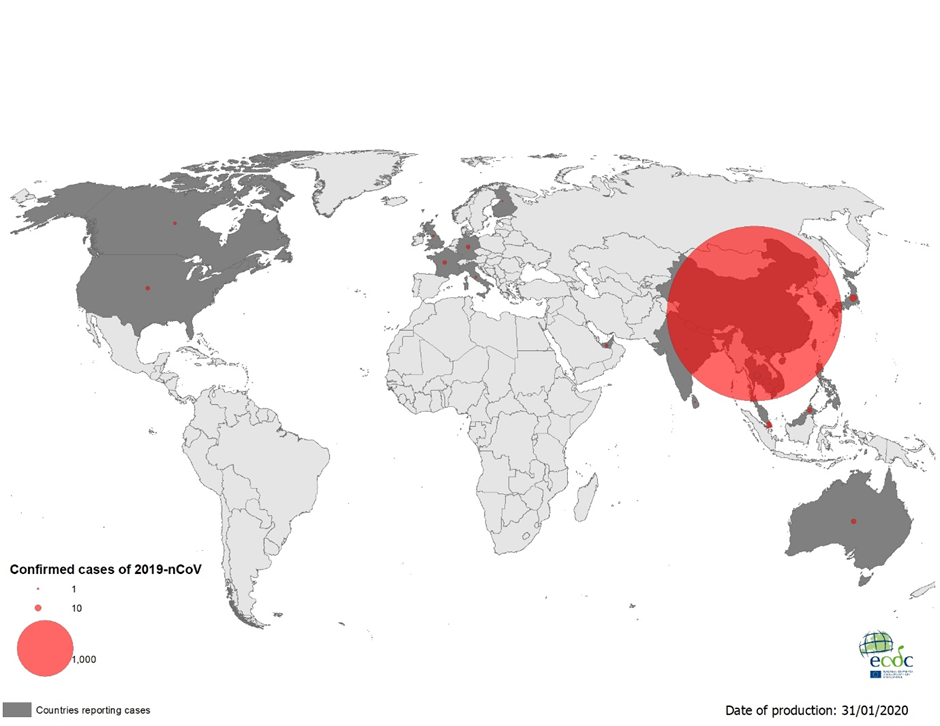 Confirmed cases of 2019-nCoV
1
10
1,000
ecdc
Countries reporting cases
Date of production: 31/01/2020